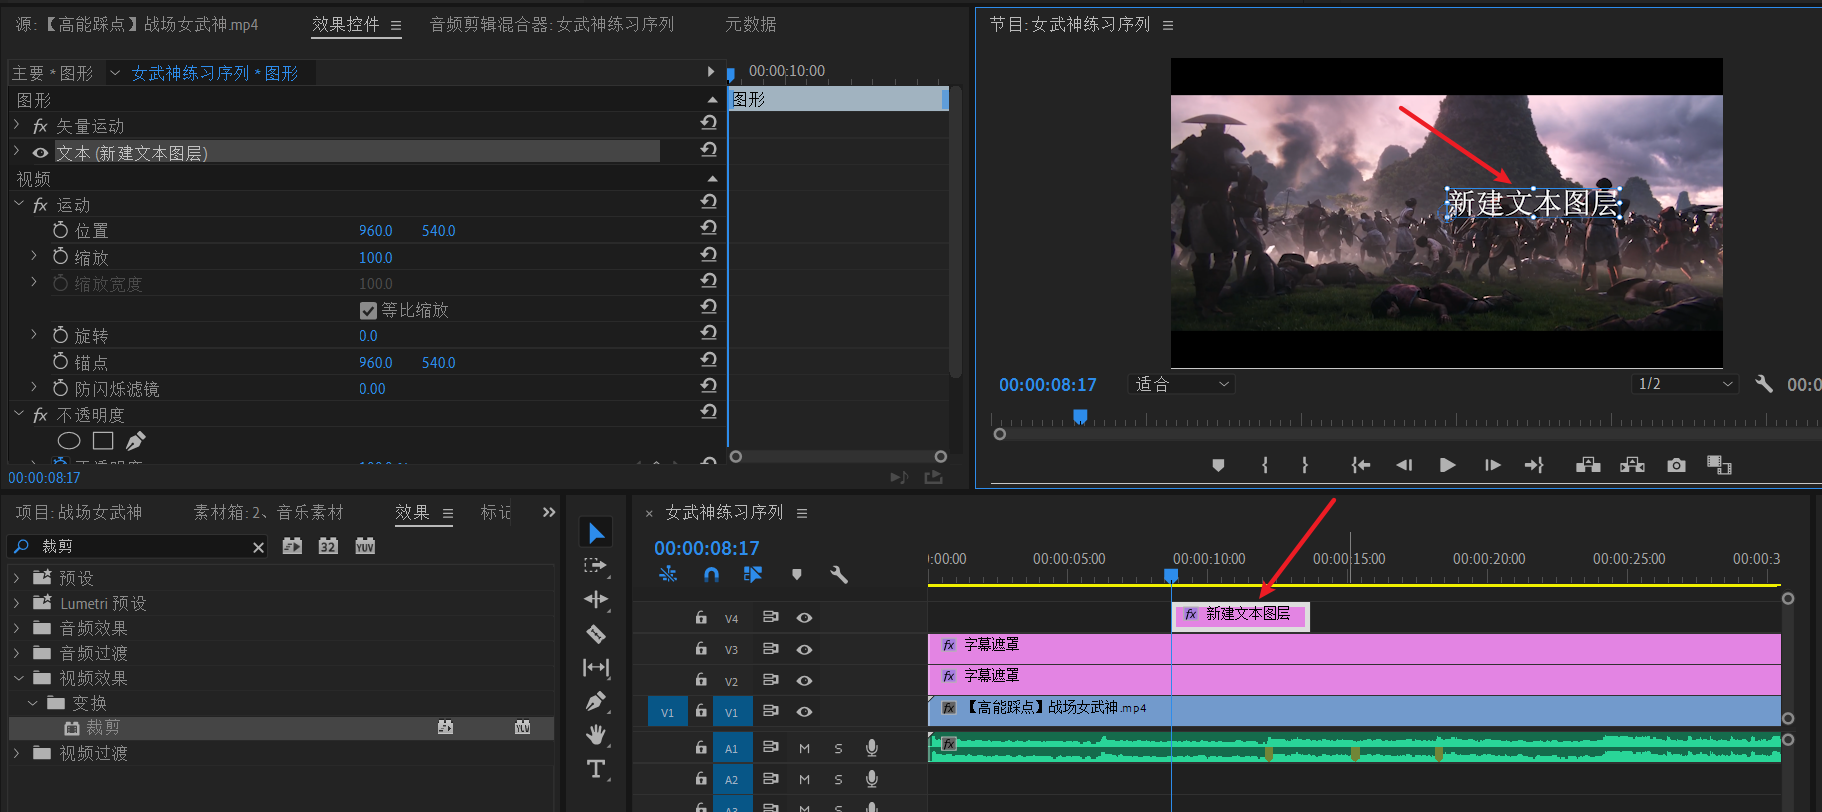 源: 【高能踩点】战场女武神.mp4
效果控件
音频剪辑混合器: 女武神练习序列
元数据
主要 * 图形
女武神练习序列 * 图形
00:00:10:00
图形
图形
fx 矢量运动
文本 (新建文本图层)
视频
fx 运动
位置 960.0 540.0
缩放 100.0
缩放宽度 100.0
等比缩放
旋转 0.0
锚点 960.0 540.0
防闪烁滤镜 0.00
fx 不透明度
00:00:08:17
节目: 女武神练习序列
新建文本图层
00:00:08:17
适合
1/2
00:0
项目: 战场女武神
素材箱: 2、音乐素材
效果
标记
裁剪
32
YUV
预设
Lumetri 预设
音频效果
音频过渡
视频效果
变换
裁剪
YUV
视频过渡
T
× 女武神练习序列
00:00:08:17
:00:00
00:00:05:00
00:00:10:00
00:00:15:00
00:00:20:00
00:00:25:00
00:00:3
V4
fx 新建文本图层
V3
fx 字幕遮罩
V2
fx 字幕遮罩
V1
V1
fx 【高能踩点】战场女武神.mp4
A1 M S
fx
A2 M S
A3 M S